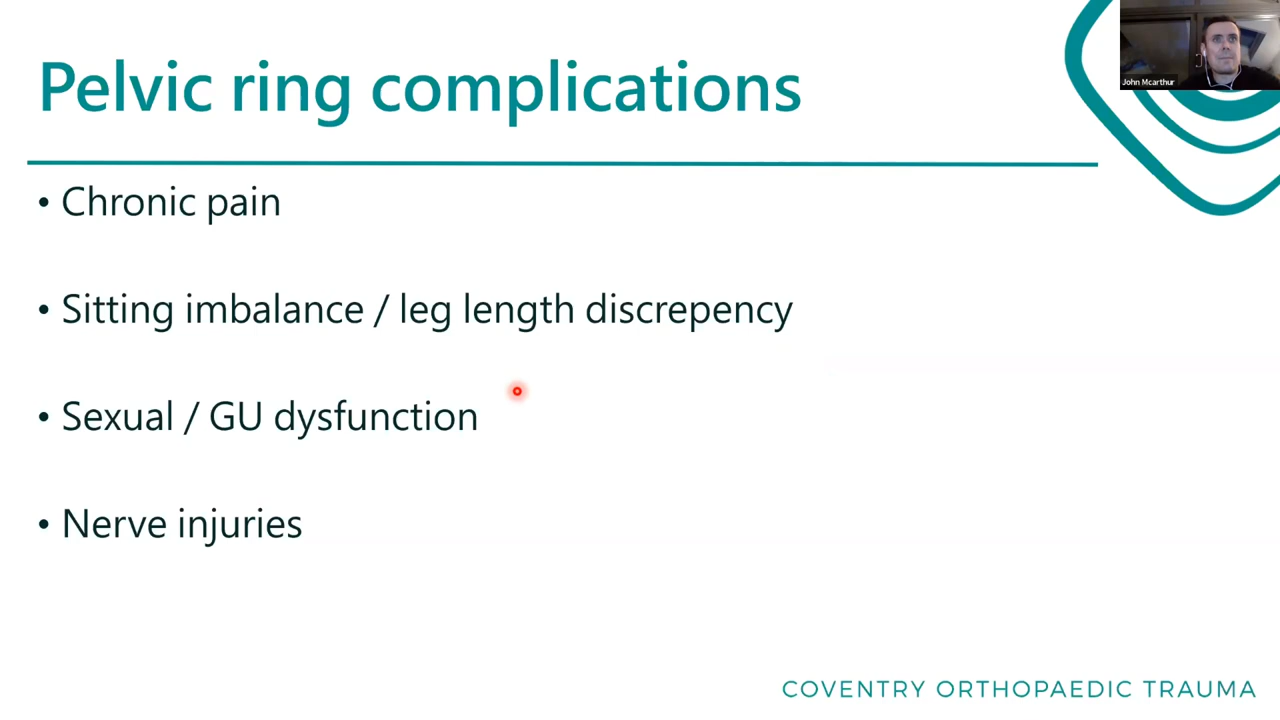 Pelvic ring complications
John Mcarthur
• Chronic pain
• Sitting imbalance / leg length discrepency
• Sexual / GU dysfunction
• Nerve injuries
COVENTRY ORTHOPAEDIC TRAUMA